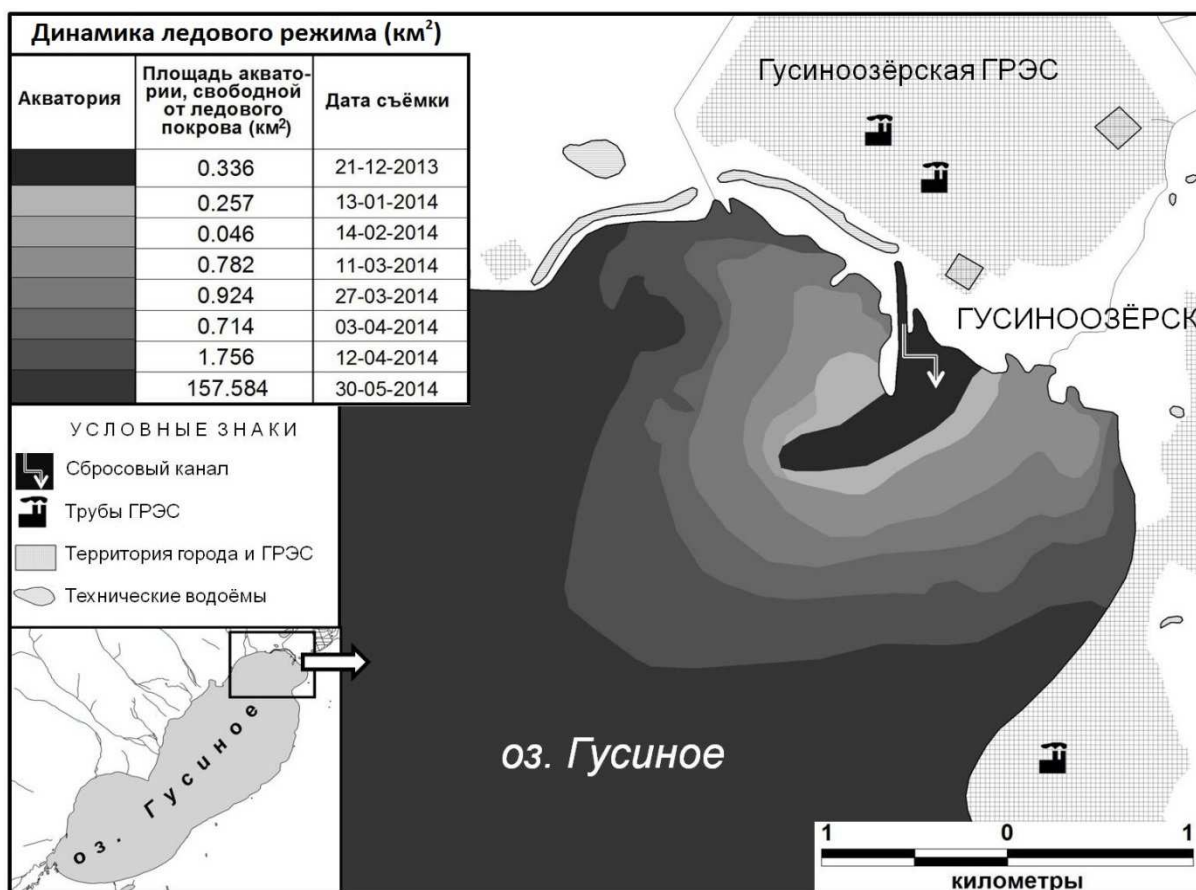 Динамика ледового режима (км²)
Акватория
Площадь аквато-
рии, свободной
от ледового
покрова (км²)
Дата съёмки
0.336 21-12-2013
0.257 13-01-2014
0.046 14-02-2014
0.782 11-03-2014
0.924 27-03-2014
0.714 03-04-2014
1.756 12-04-2014
157.584 30-05-2014
УСЛОВНЫЕ ЗНАКИ
Сбросовый канал
Трубы ГРЭС
Территория города и ГРЭС
Технические водоёмы
оз. Гусиное
Гусиноозёрская ГРЭС
ГУСИНООЗЁРСК
оз. Гусиное
1 0 1
километры